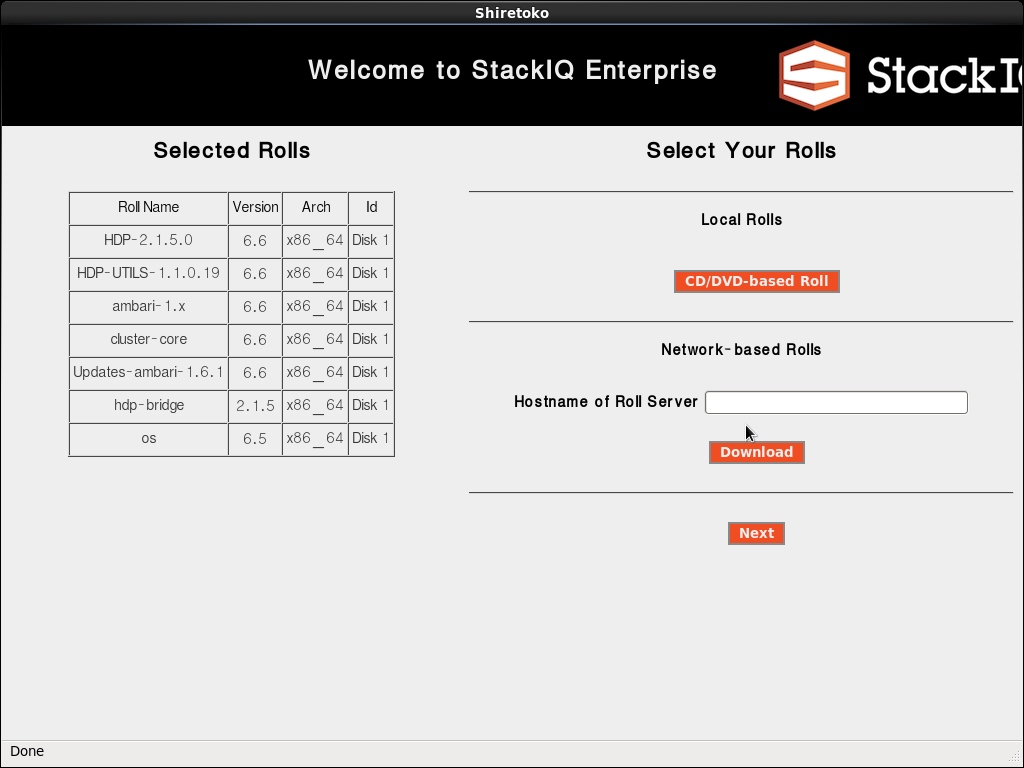 Shiretoko
Welcome to StackIQ Enterprise
StackI
Selected Rolls
Roll Name Version Arch Id
HDP-2.1.5.0 6.6 x86_64 Disk 1
HDP-UTILS-1.1.0.19 6.6 x86_64 Disk 1
ambari-1.x 6.6 x86_64 Disk 1
cluster-core 6.6 x86_64 Disk 1
Updates-ambari-1.6.1 6.6 x86_64 Disk 1
hdp-bridge 2.1.5 x86_64 Disk 1
os 6.5 x86_64 Disk 1
Select Your Rolls
Local Rolls
CD/DVD-based Roll
Network-based Rolls
Hostname of Roll Server
Download
Next
Done